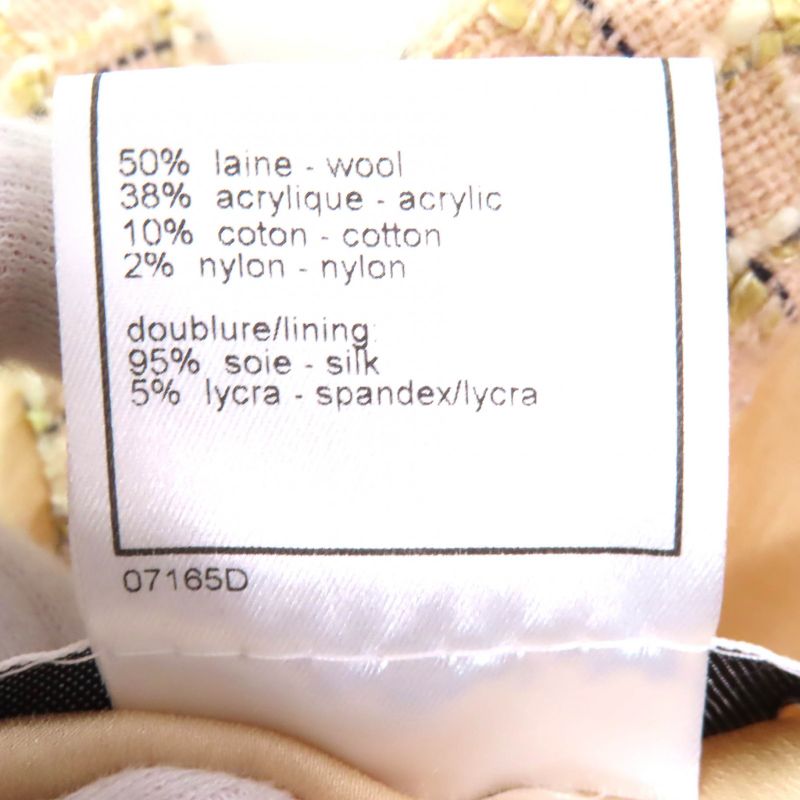 50% laine - wool
38% acrylique - acrylic
10% coton - cotton
2% nylon - nylon
doublure/lining
95% soie - silk
5% lycra - spandex/lycra
07165D